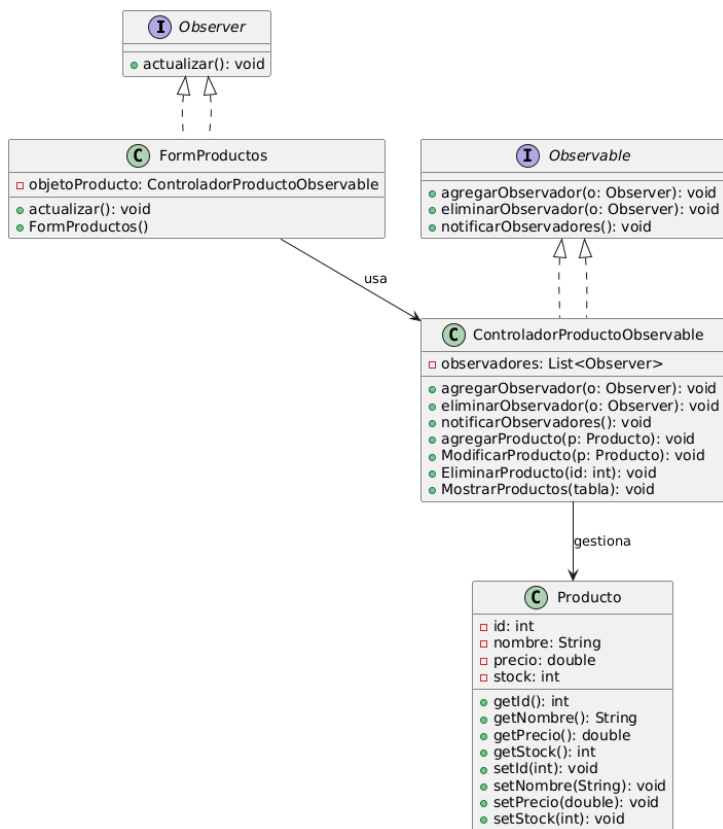 I Observer
actualizar(): void
C FormProductos
objetoProducto: ControladorProductoObservable
actualizar(): void
FormProductos()
I Observable
agregarObservador(o: Observer): void
eliminarObservador(o: Observer): void
notificarObservadores(): void
usa
C ControladorProductoObservable
observadores: List<Observer>
agregarObservador(o: Observer): void
eliminarObservador(o: Observer): void
notificarObservadores(): void
agregarProducto(p: Producto): void
ModificarProducto(p: Producto): void
EliminarProducto(id: int): void
MostrarProductos(tabla): void
gestiona
C Producto
id: int
nombre: String
precio: double
stock: int
getId(): int
getNombre(): String
getPrecio(): double
getStock(): int
setId(int): void
setNombre(String): void
setPrecio(double): void
setStock(int): void